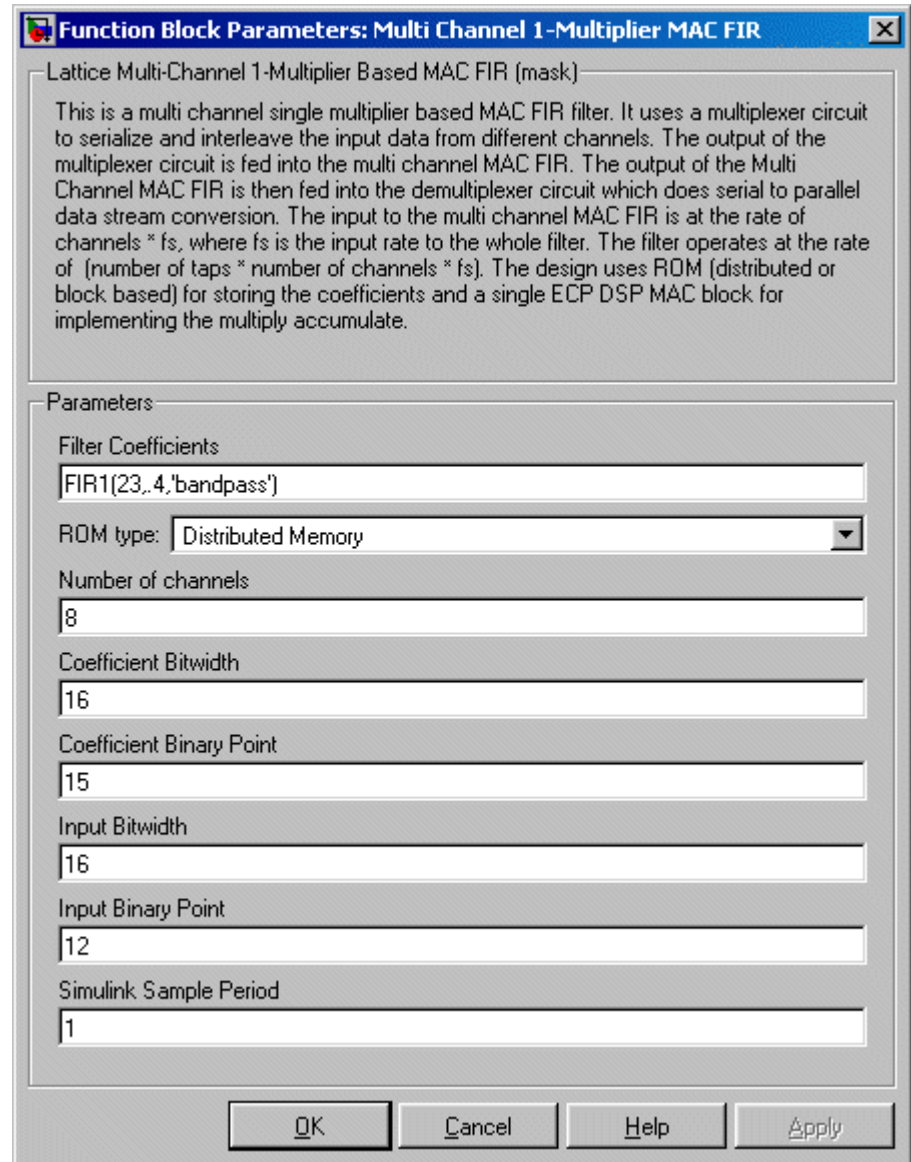 Function Block Parameters: Multi Channel 1-Multiplier MAC FIR
Lattice Multi-Channel 1-Multiplier Based MAC FIR (mask)
This is a multi channel single multiplier based MAC FIR filter. It uses a multiplexer circuit
to serialize and interleave the input data from different channels. The output of the
multiplexer circuit is fed into the multi channel MAC FIR. The output of the Multi
Channel MAC FIR is then fed into the demultiplexer circuit which does serial to parallel
data stream conversion. The input to the multi channel MAC FIR is at the rate of
channels * fs, where fs is the input rate to the whole filter. The filter operates at the rate
of  (number of taps * number of channels * fs). The design uses ROM (distributed or
block based) for storing the coefficients and a single ECP DSP MAC block for
implementing the multiply accumulate.
Parameters
Filter Coefficients
FIR1(23,.4,'bandpass')
ROM type: Distributed Memory
Number of channels
8
Coefficient Bitwidth
16
Coefficient Binary Point
15
Input Bitwidth
16
Input Binary Point
12
Simulink Sample Period
1
OK Cancel Help Apply